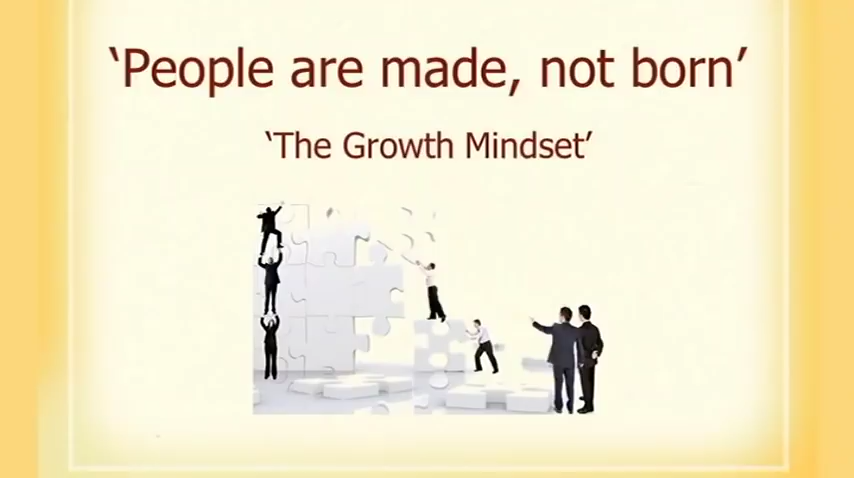 ‘People are made, not born’
‘The Growth Mindset’